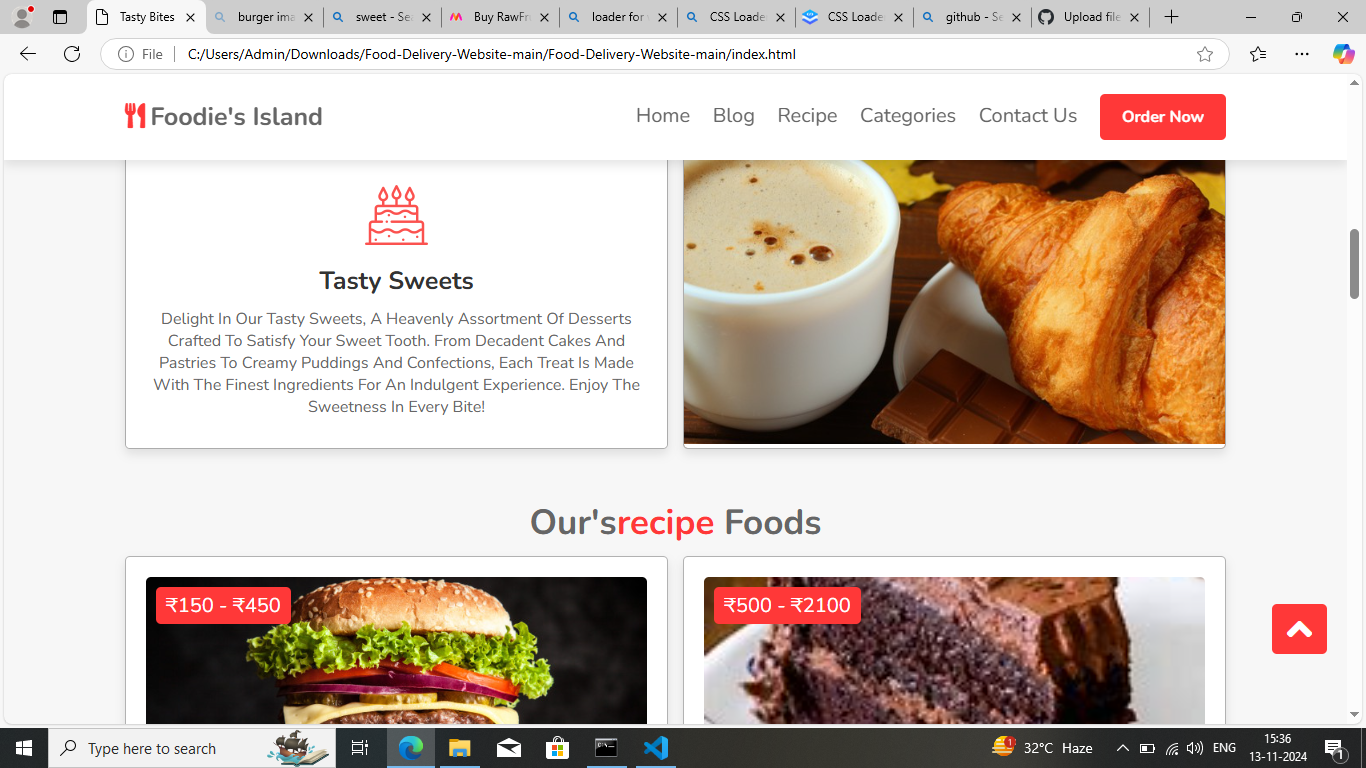 Tasty Bites
burger ima
sweet - Sea
Buy RawFr
loader for w
CSS Loade
CSS Loade
github - Se
Upload file
File
C:/Users/Admin/Downloads/Food-Delivery-Website-main/Food-Delivery-Website-main/index.html
Foodie's Island
Home
Blog
Recipe
Categories
Contact Us
Order Now
Tasty Sweets
Delight In Our Tasty Sweets, A Heavenly Assortment Of Desserts
Crafted To Satisfy Your Sweet Tooth. From Decadent Cakes And
Pastries To Creamy Puddings And Confections, Each Treat Is Made
With The Finest Ingredients For An Indulgent Experience. Enjoy The
Sweetness In Every Bite!
Our'srecipe Foods
₹150 - ₹450
₹500 - ₹2100
Type here to search
1
32°C Haze
ENG
15:36
13-11-2024
1